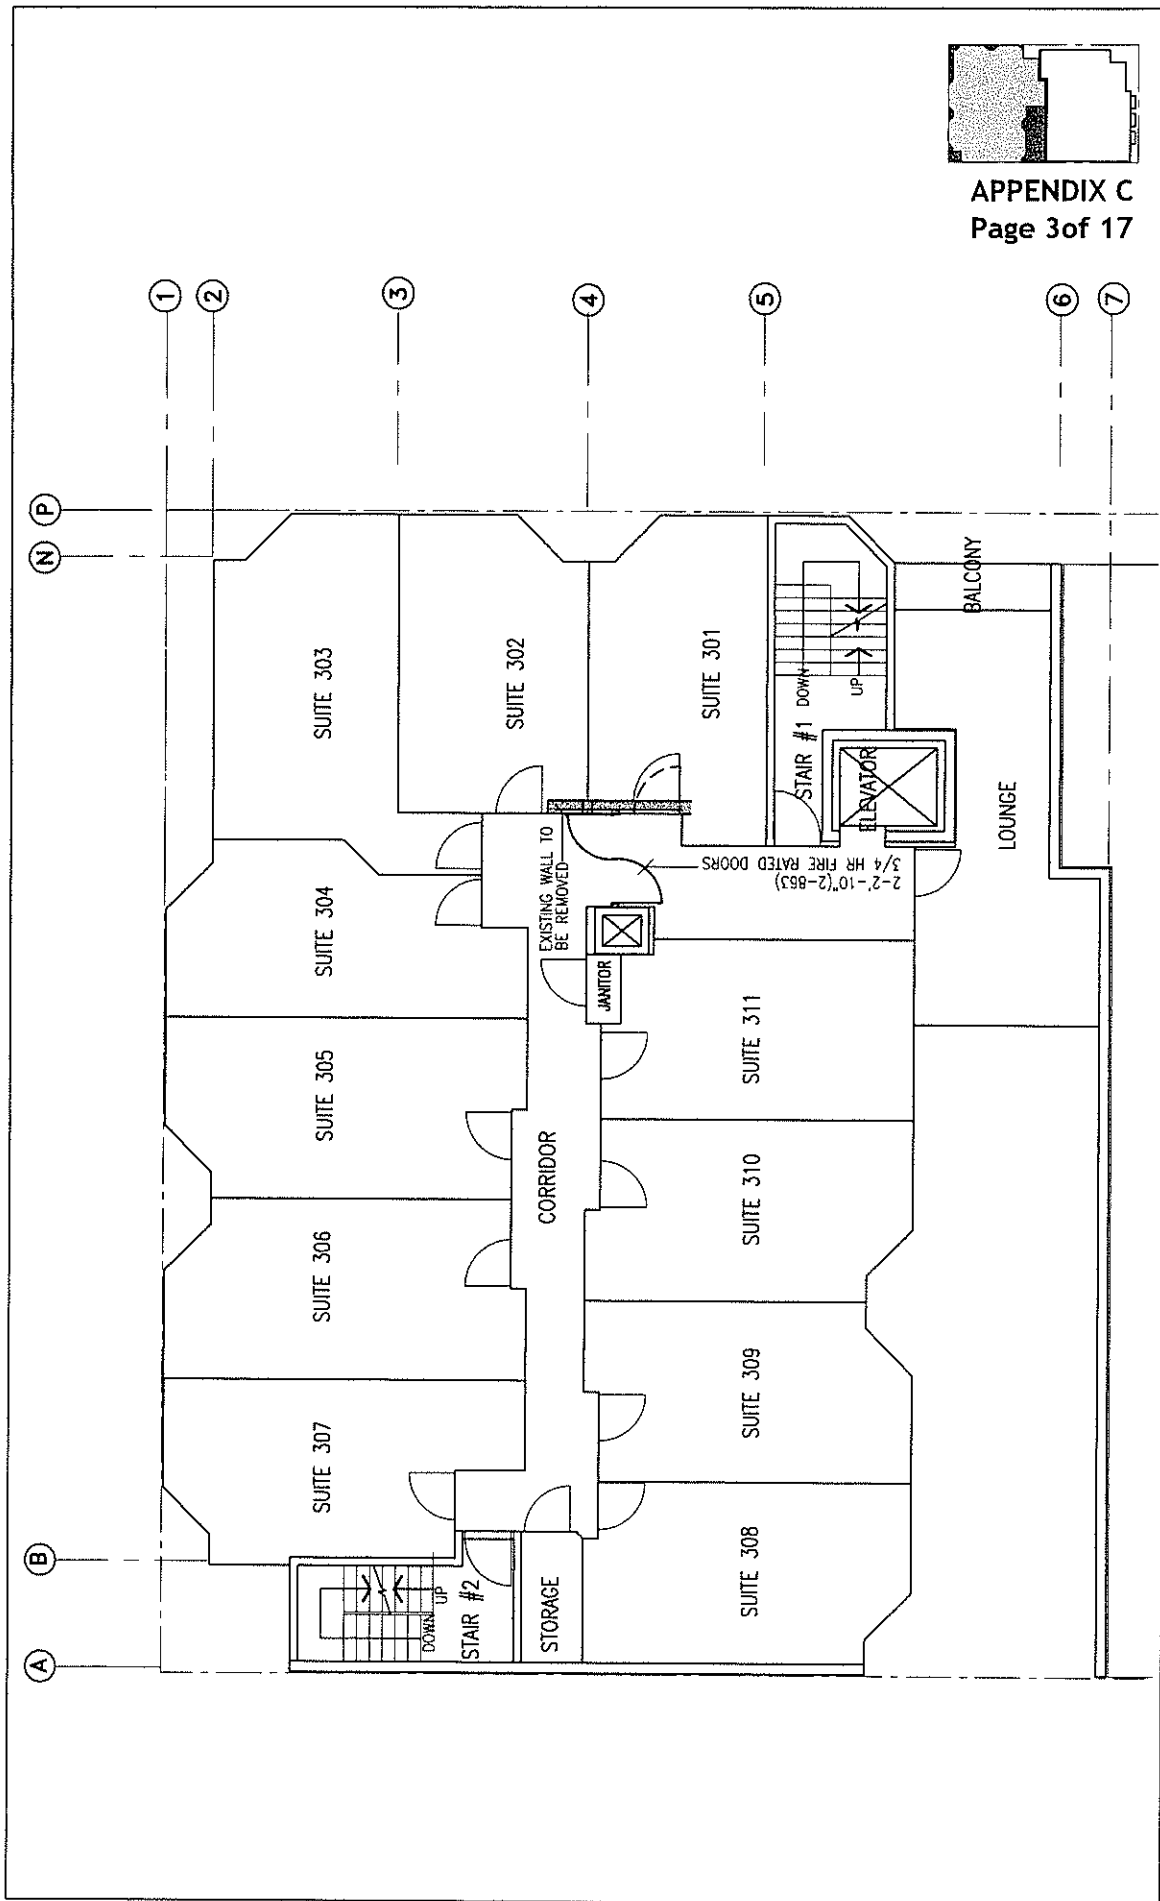 APPENDIX C
Page 3of 17
1
2
3
4
5
6
7
P
N
B
A
SUITE 303
SUITE 302
SUITE 301
SUITE 304
SUITE 305
SUITE 306
SUITE 307
SUITE 311
SUITE 310
SUITE 309
SUITE 308
CORRIDOR
EXISTING WALL TO
BE REMOVED
JANITOR
2-2'-10"(2-863)
3/4 HR FIRE RATED DOORS
STAIR #1
DOWN
UP
ELEVATOR
BALCONY
LOUNGE
STAIR #2
DOWN
UP
STORAGE